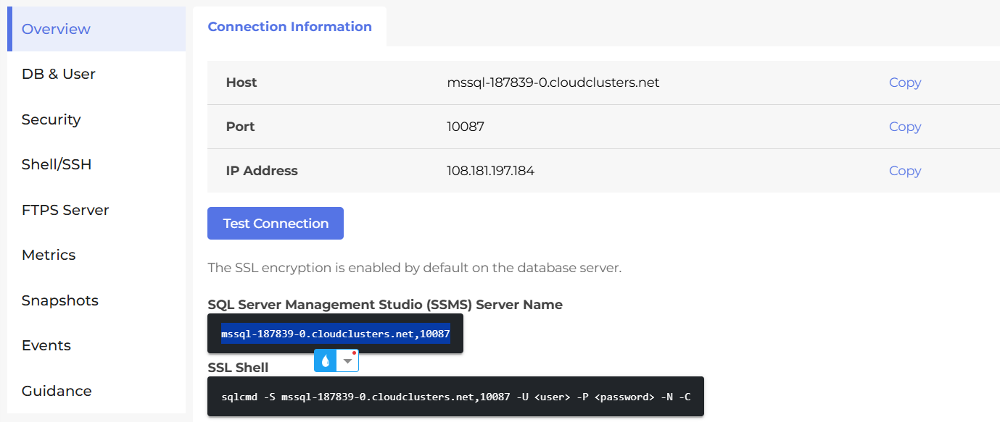 Overview
DB & User
Security
Shell/SSH
FTPS Server
Metrics
Snapshots
Events
Guidance
Connection Information
Host mssql-187839-0.cloudclusters.net Copy
Port 10087 Copy
IP Address 108.181.197.184 Copy
Test Connection
The SSL encryption is enabled by default on the database server.
SQL Server Management Studio (SSMS) Server Name
mssql-187839-0.cloudclusters.net,10087
SSL Shell
sqlcmd -S mssql-187839-0.cloudclusters.net,10087 -U <user> -P <password> -N -C